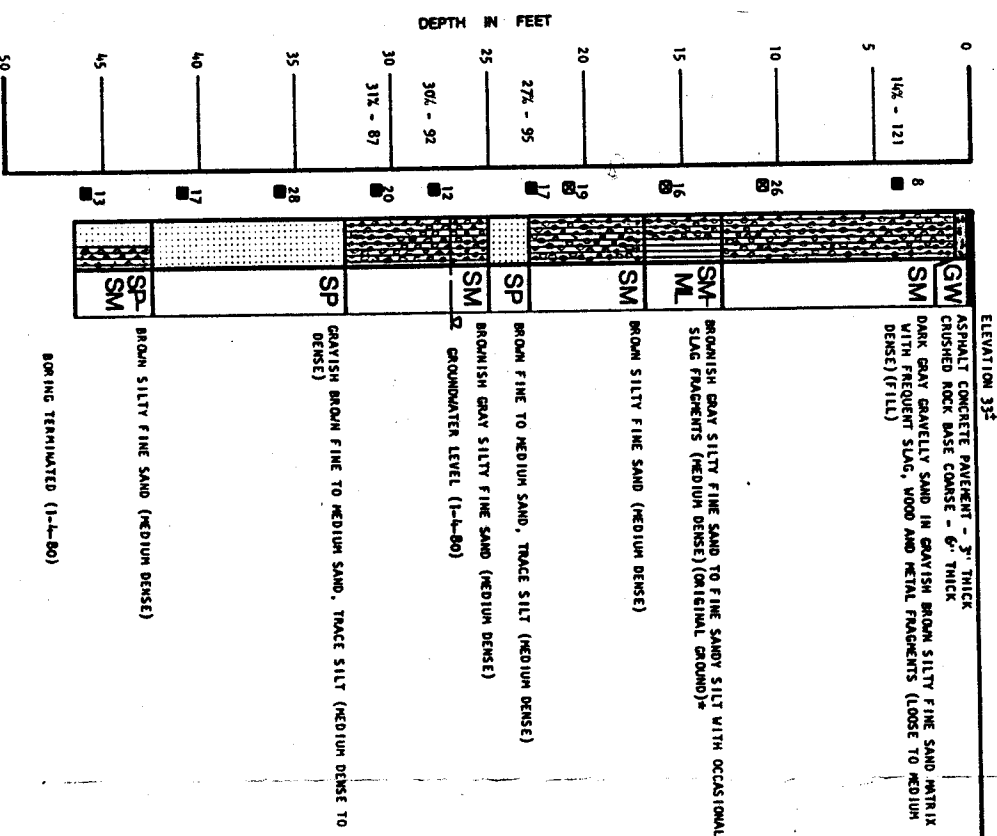 ELEVATION 33±
DEPTH IN FEET
0
5
10
15
20
25
30
35
40
45
50
14% - 121
27% - 95
30% - 92
31% - 87
8
26
16
19
17
12
20
28
17
13
GW
SM
SM-
ML
SM
SP
SM
SP
SP-
SM
ASPHALT CONCRETE PAVEMENT - 3" THICK
CRUSHED ROCK BASE COARSE - 6" THICK
DARK GRAY GRAVELLY SAND IN GRAYISH BROWN SILTY FINE SAND MATRIX
WITH FREQUENT SLAG, WOOD AND METAL FRAGMENTS (LOOSE TO MEDIUM
DENSE)(FILL)
BROWNISH GRAY SILTY FINE SAND TO FINE SANDY SILT WITH OCCASIONAL
SLAG FRAGMENTS (MEDIUM DENSE)(ORIGINAL GROUND)*
BROWN SILTY FINE SAND (MEDIUM DENSE)
BROWN FINE TO MEDIUM SAND, TRACE SILT (MEDIUM DENSE)
BROWNISH GRAY SILTY FINE SAND (MEDIUM DENSE)
GROUNDWATER LEVEL (1-4-80)
GRAYISH BROWN FINE TO MEDIUM SAND, TRACE SILT (MEDIUM DENSE TO
DENSE)
BROWN SILTY FINE SAND (MEDIUM DENSE)
BORING TERMINATED (1-4-80)